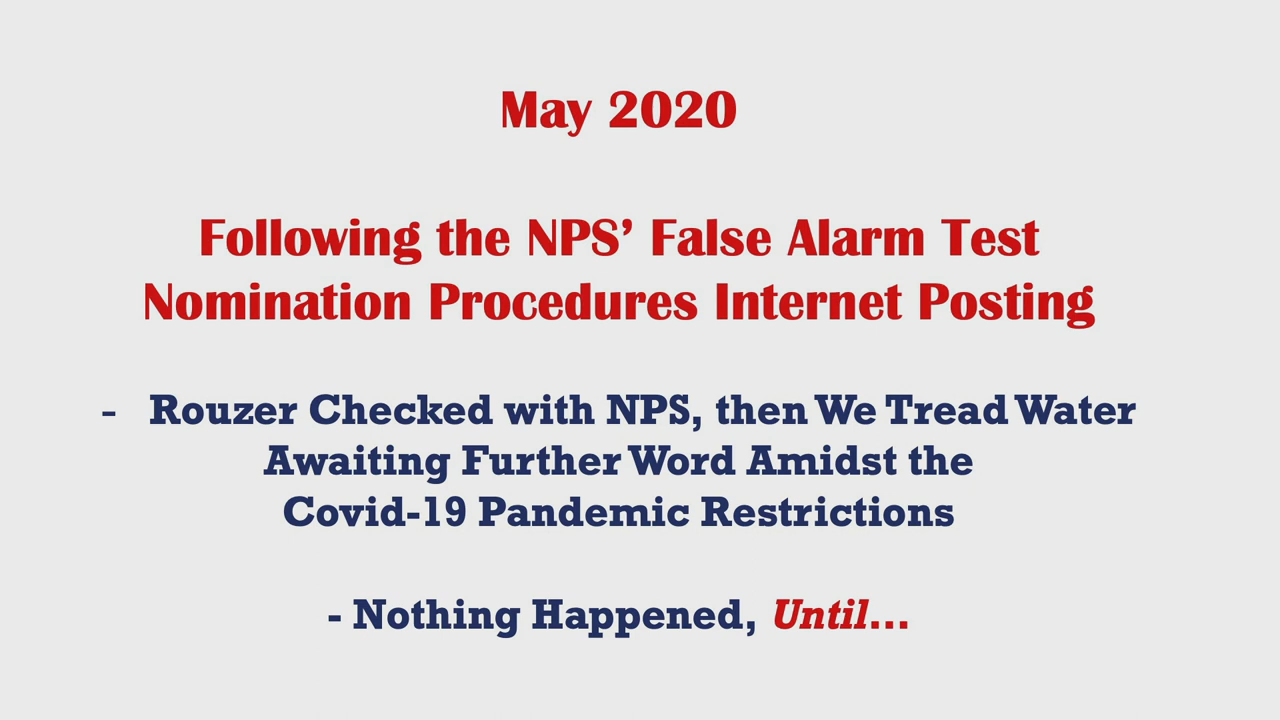 May 2020
Following the NPS’ False Alarm Test
Nomination Procedures Internet Posting
- Rouzer Checked with NPS, then We Tread Water
Awaiting Further Word Amidst the
Covid-19 Pandemic Restrictions
- Nothing Happened, Until...